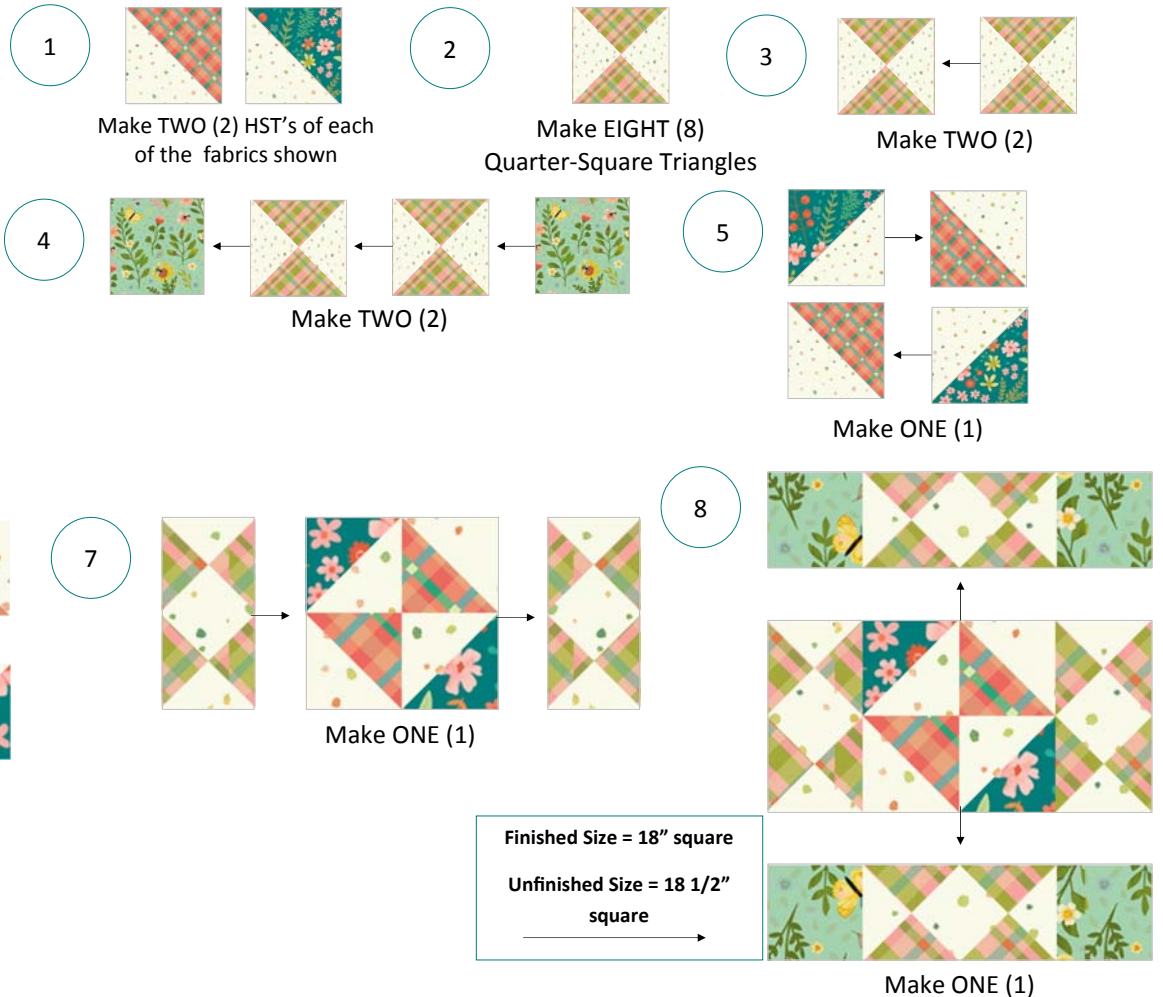 1
Make TWO (2) HST's of each
of the  fabrics shown
2
Make EIGHT (8)
Quarter-Square Triangles
3
Make TWO (2)
4
Make TWO (2)
5
Make ONE (1)
7
Make ONE (1)
8
Make ONE (1)
Finished Size = 18” square
Unfinished Size = 18 1/2”
square